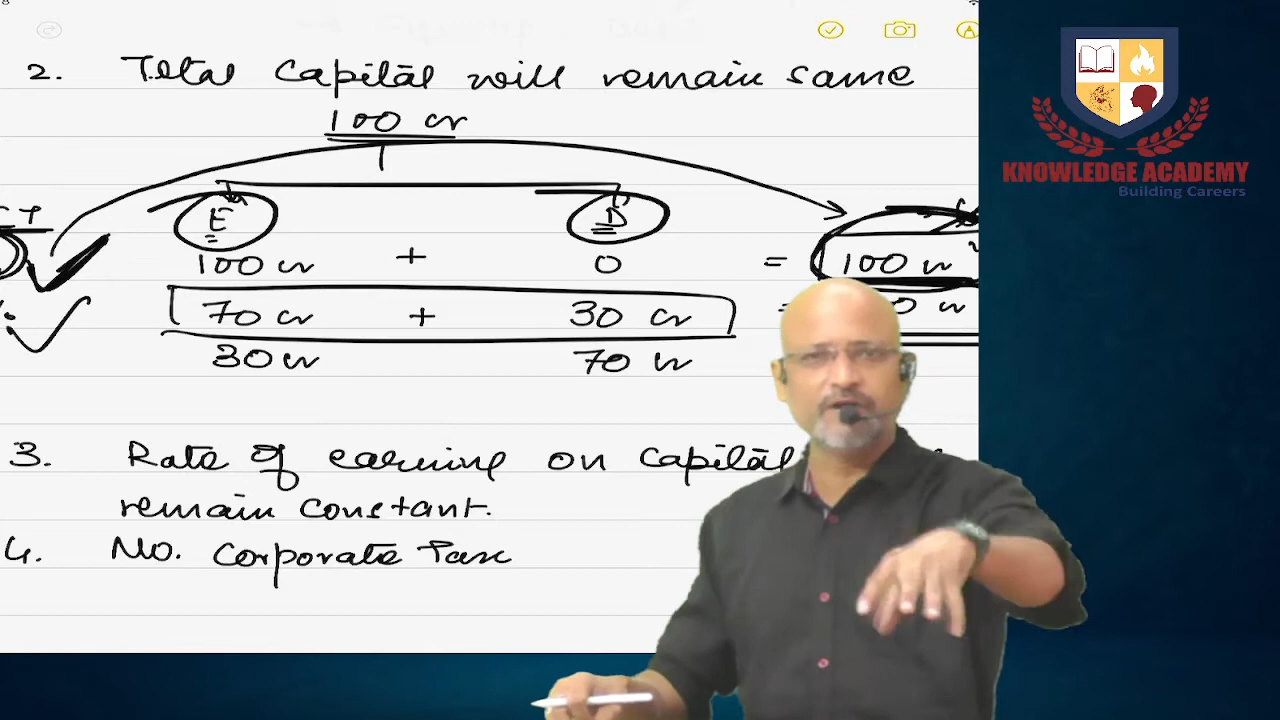 2. Total Capital will remain same
100 cr
E D
100 cr + 0 = 100 cr
70 cr + 30 cr =
30 cr 70 cr
3. Rate of earning on Capital
remain constant.
4. No. Corporate Tax
KNOWLEDGE ACADEMY
Building Careers